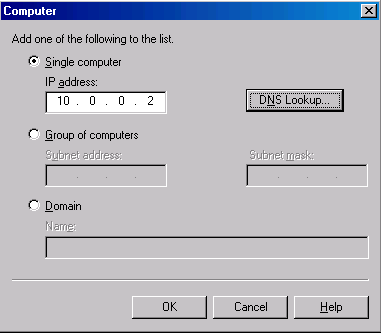 Computer
Add one of the following to the list.
Single computer
IP address:
10 . 0 . 0 . 2
DNS Lookup...
Group of computers
Subnet address: Subnet mask:
. . . . . .
Domain
Name:
OK Cancel Help